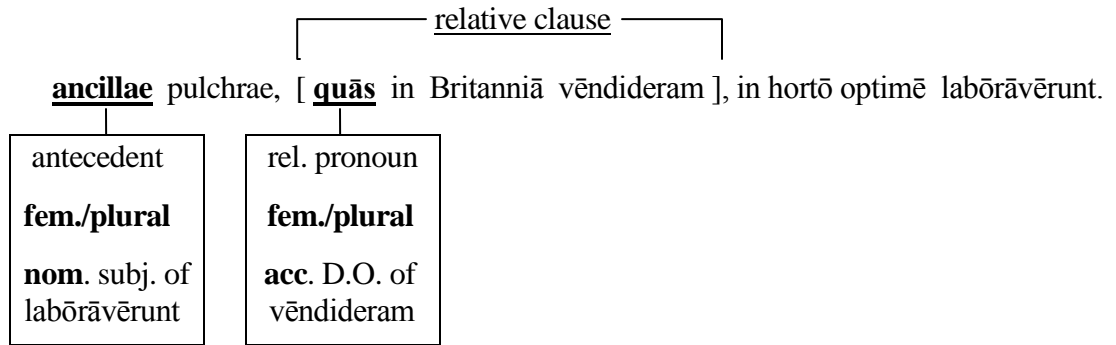 relative clause
ancillae pulchrae, [ quās in Britanniā vēndideram ], in hortō optimē labōrāvērunt.
antecedent
fem./plural
nom. subj. of
labōrāvērunt
rel. pronoun
fem./plural
acc. D.O. of
vēndideram